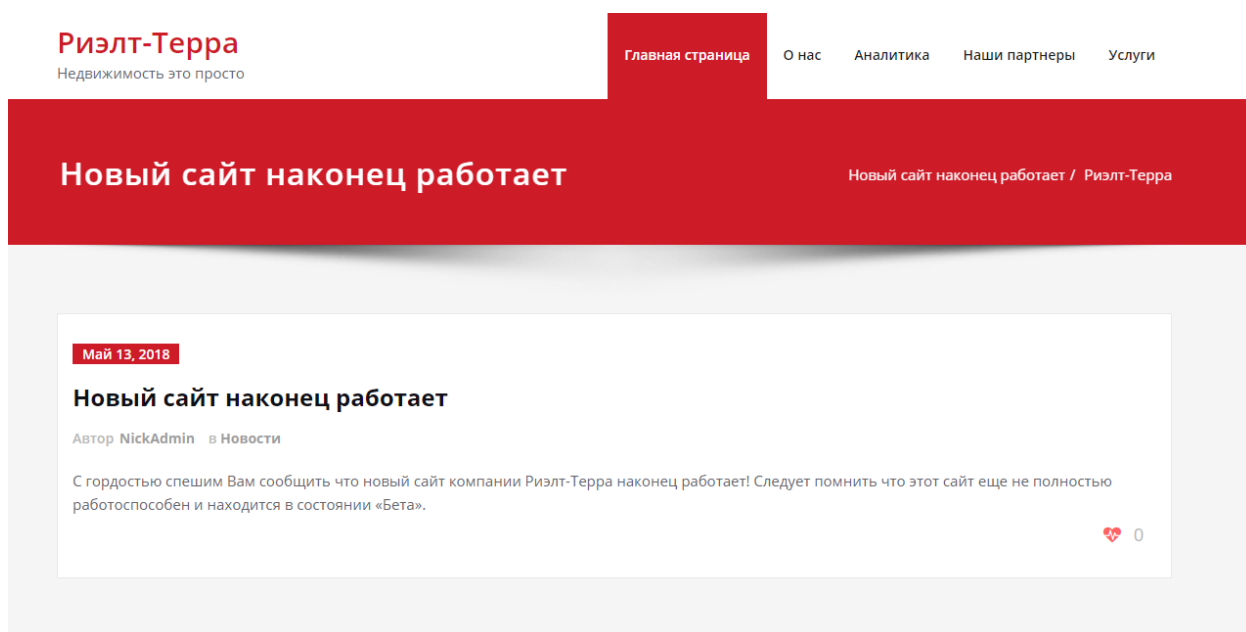 Риэлт-Терра
Недвижимость это просто
Главная страница О нас Аналитика Наши партнеры Услуги
Новый сайт наконец работает
Новый сайт наконец работает / Риэлт-Терра
Май 13, 2018
Новый сайт наконец работает
Автор NickAdmin в Новости
С гордостью спешим Вам сообщить что новый сайт компании Риэлт-Терра наконец работает! Следует помнить что этот сайт еще не полностью
работоспособен и находится в состоянии «Бета».
0